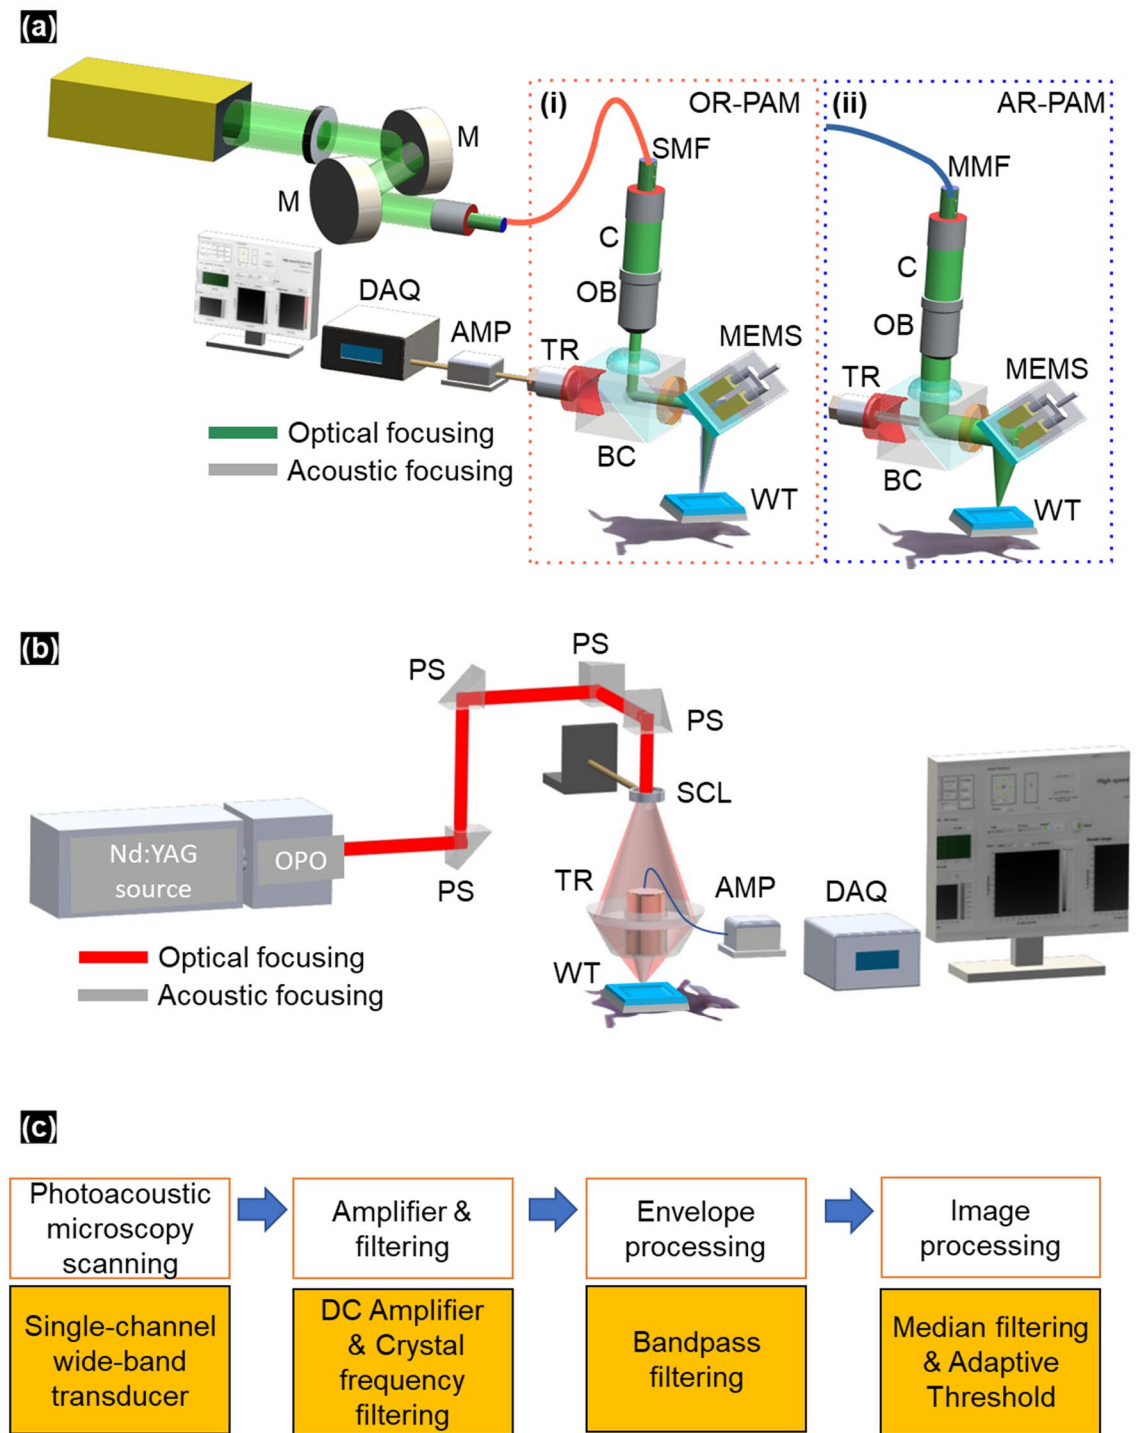 (a)
(i)
OR-PAM
(ii)
AR-PAM
M
M
SMF
MMF
C
C
OB
OB
DAQ
AMP
TR
MEMS
TR
MEMS
BC
BC
WT
WT
Optical focusing
Acoustic focusing
(b)
PS
PS
PS
PS
SCL
High-speed
Nd:YAG
source
OPO
TR
AMP
DAQ
WT
Optical focusing
Acoustic focusing
(c)
Photoacoustic
microscopy
scanning
Amplifier &
filtering
Envelope
processing
Image
processing
Single-channel
wide-band
transducer
DC Amplifier
& Crystal
frequency
filtering
Bandpass
filtering
Median filtering
& Adaptive
Threshold